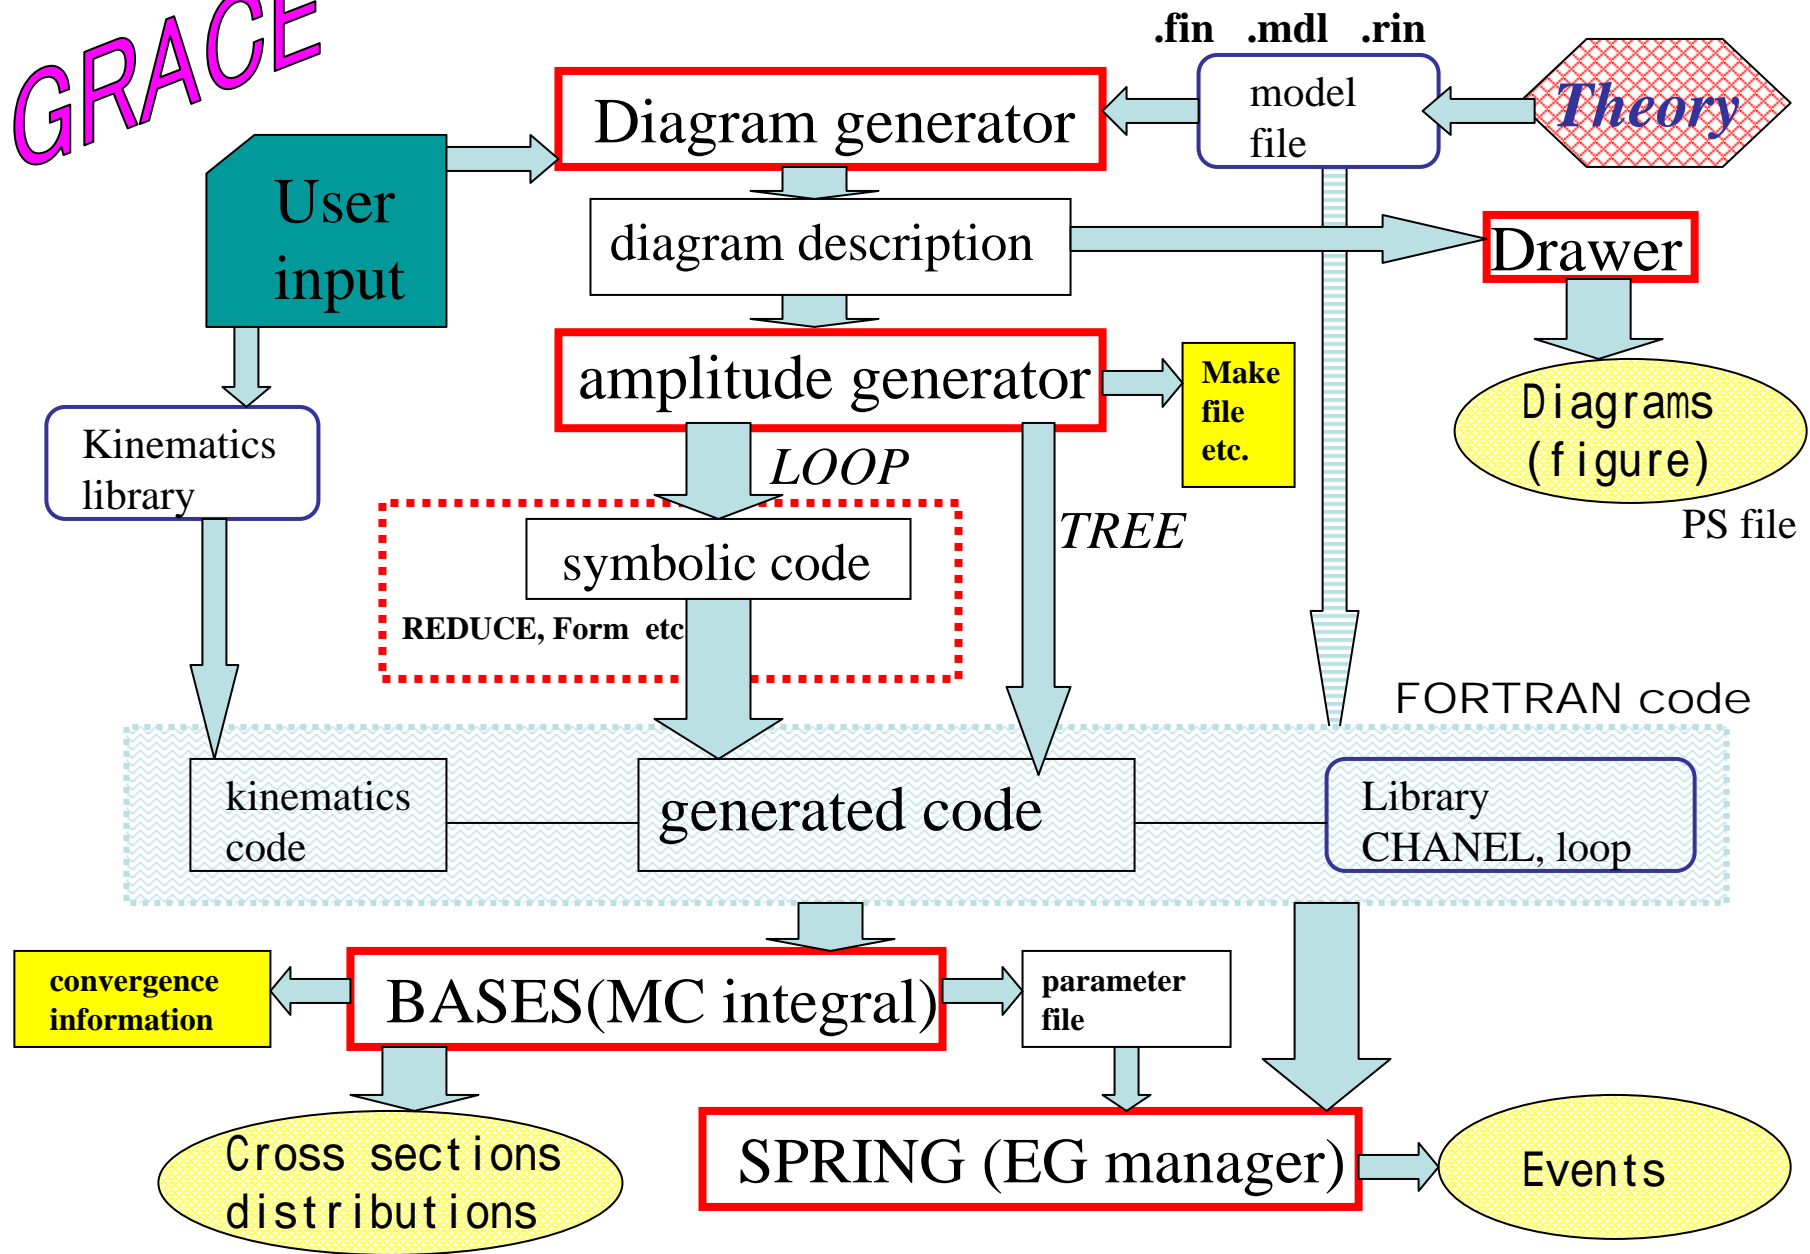 GRACE
.fin .mdl .rin
Diagram generator
model
file
Theory
User
input
diagram description
Drawer
amplitude generator
Make
file
etc.
Diagrams
(figure)
PS file
Kinematics
library
LOOP
TREE
symbolic code
REDUCE, Form etc
FORTRAN code
kinematics
code
generated code
Library
CHANEL, loop
convergence
information
BASES(MC integral)
parameter
file
Cross sections
distributions
SPRING (EG manager)
Events